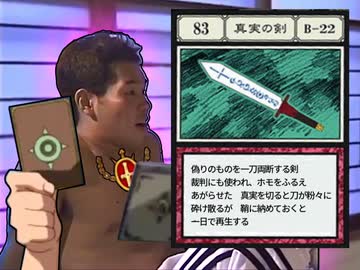 83
真実の剣
B-22
偽りのものを一刀両断する剣
裁判にも使われ、ホモをふるえ
あがらせた　真実を切ると刀が粉々に
砕け散るが　鞘に納めておくと
一日で再生する